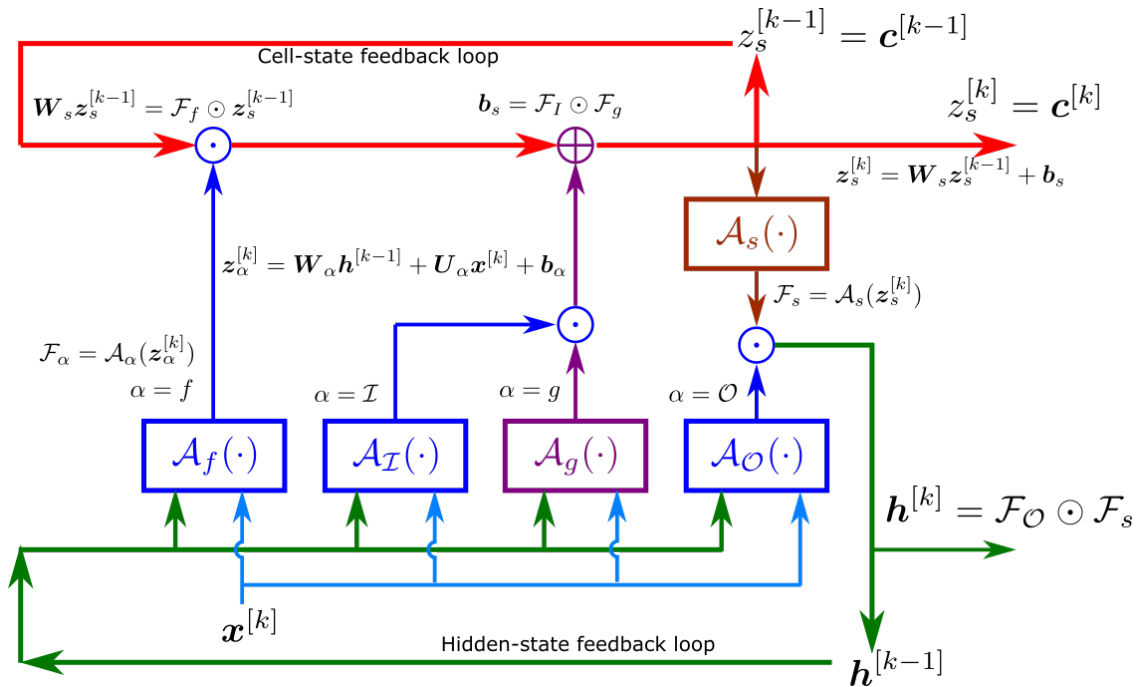 z_s^{[k-1]} = c^{[k-1]}
Cell-state feedback loop
W_s z_s^{[k-1]} = ℱ_f ⊙ z_s^{[k-1]}
b_s = ℱ_I ⊙ ℱ_g
z_s^{[k]} = c^{[k]}
z_s^{[k]} = W_s z_s^{[k-1]} + b_s
𝒜_s(·)
z_α^{[k]} = W_α h^{[k-1]} + U_α x^{[k]} + b_α
ℱ_s = 𝒜_s(z_s^{[k]})
ℱ_α = 𝒜_α(z_α^{[k]})
α = f
α = ℐ
α = g
α = 𝒪
𝒜_f(·)
𝒜_ℐ(·)
𝒜_g(·)
𝒜_𝒪(·)
h^{[k]} = ℱ_𝒪 ⊙ ℱ_s
x^{[k]}
Hidden-state feedback loop
h^{[k-1]}